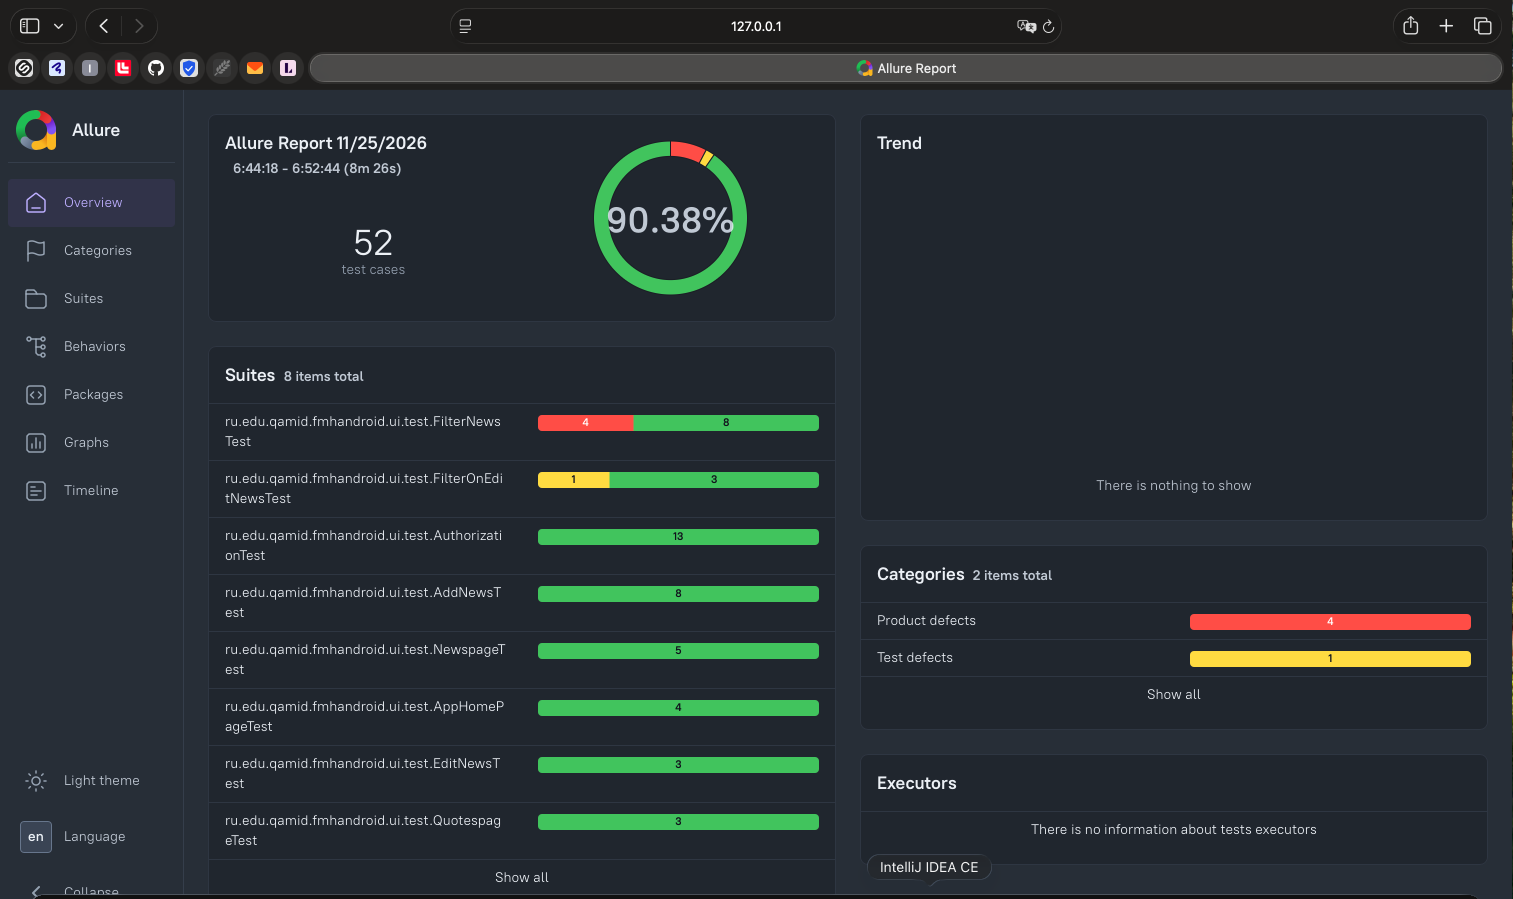 127.0.0.1
Allure Report
Allure
Overview
Categories
Suites
Behaviors
Packages
Graphs
Timeline
Light theme
en Language
Collapse
Allure Report 11/25/2026
6:44:18 - 6:52:44 (8m 26s)
52
test cases
90.38%
Suites 8 items total
ru.edu.qamid.fmhandroid.ui.test.FilterNews
Test
4 8
ru.edu.qamid.fmhandroid.ui.test.FilterOnEdi
tNewsTest
1 3
ru.edu.qamid.fmhandroid.ui.test.Authorizati
onTest
13
ru.edu.qamid.fmhandroid.ui.test.AddNewsT
est
8
ru.edu.qamid.fmhandroid.ui.test.NewspageT
est
5
ru.edu.qamid.fmhandroid.ui.test.AppHomeP
ageTest
4
ru.edu.qamid.fmhandroid.ui.test.EditNewsT
est
3
ru.edu.qamid.fmhandroid.ui.test.Quotespag
eTest
3
Show all
Trend
There is nothing to show
Categories 2 items total
Product defects 4
Test defects 1
Show all
Executors
There is no information about tests executors
IntelliJ IDEA CE